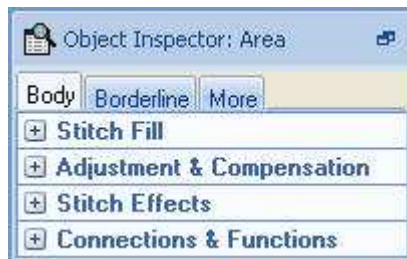 Object Inspector: Area
Body Borderline More
Stitch Fill
Adjustment & Compensation
Stitch Effects
Connections & Functions